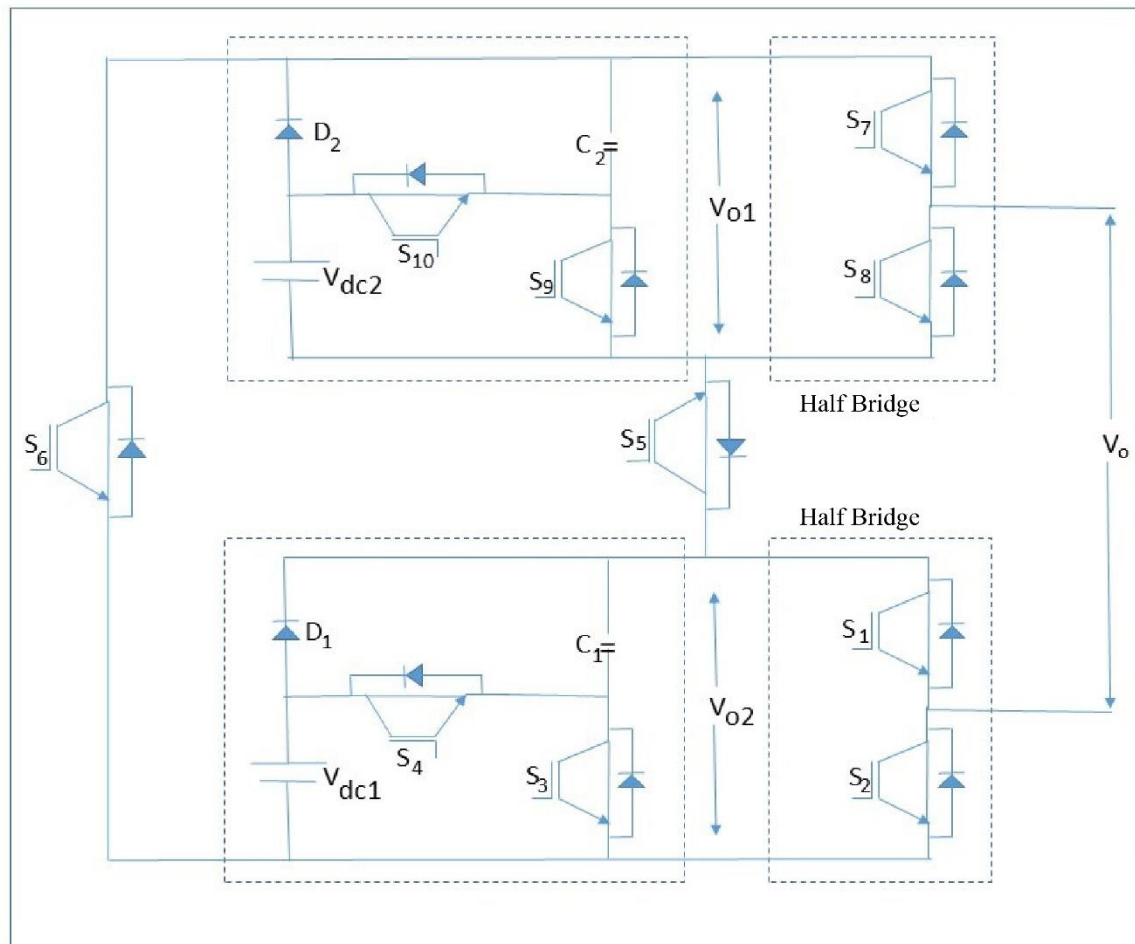 D2
C2
S10
Vdc2
S9
Vo1
S7
S8
Half Bridge
S6
S5
Vo
Half Bridge
D1
C1
S4
Vdc1
S3
Vo2
S1
S2